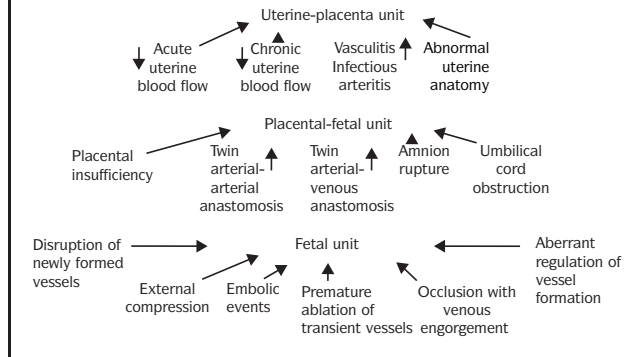 Uterine-placenta unit
Acute
uterine
blood flow
Chronic
uterine
blood flow
Vasculitis
Infectious
arteritis
Abnormal
uterine
anatomy
Placental-fetal unit
Placental
insufficiency
Twin
arterial-
arterial
anastomosis
Twin
arterial-
venous
anastomosis
Amnion
rupture
Umbilical
cord
obstruction
Fetal unit
Disruption of
newly formed
vessels
External
compression
Embolic
events
Premature
ablation of
transient vessels
Occlusion with
venous
engorgement
Aberrant
regulation of
vessel
formation